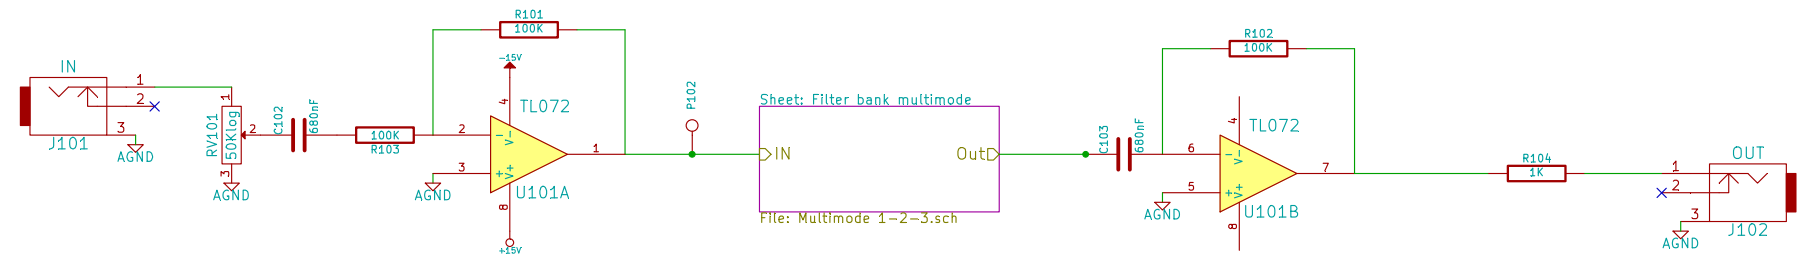 IN
1
2
3
AGND
J101
RV101
50Klog
1
2
3
AGND
C102
680nF
100K
R103
R101
100K
-15V
4
TL072
2
3
-
V-
+
V+
1
AGND
8
U101A
+15V
P102
Sheet: Filter bank multimode
IN
Out
File: Multimode 1-2-3.sch
C103
680nF
R102
100K
4
TL072
6
5
-
V-
+
V+
7
AGND
8
U101B
R104
1K
OUT
1
2
3
AGND
J102